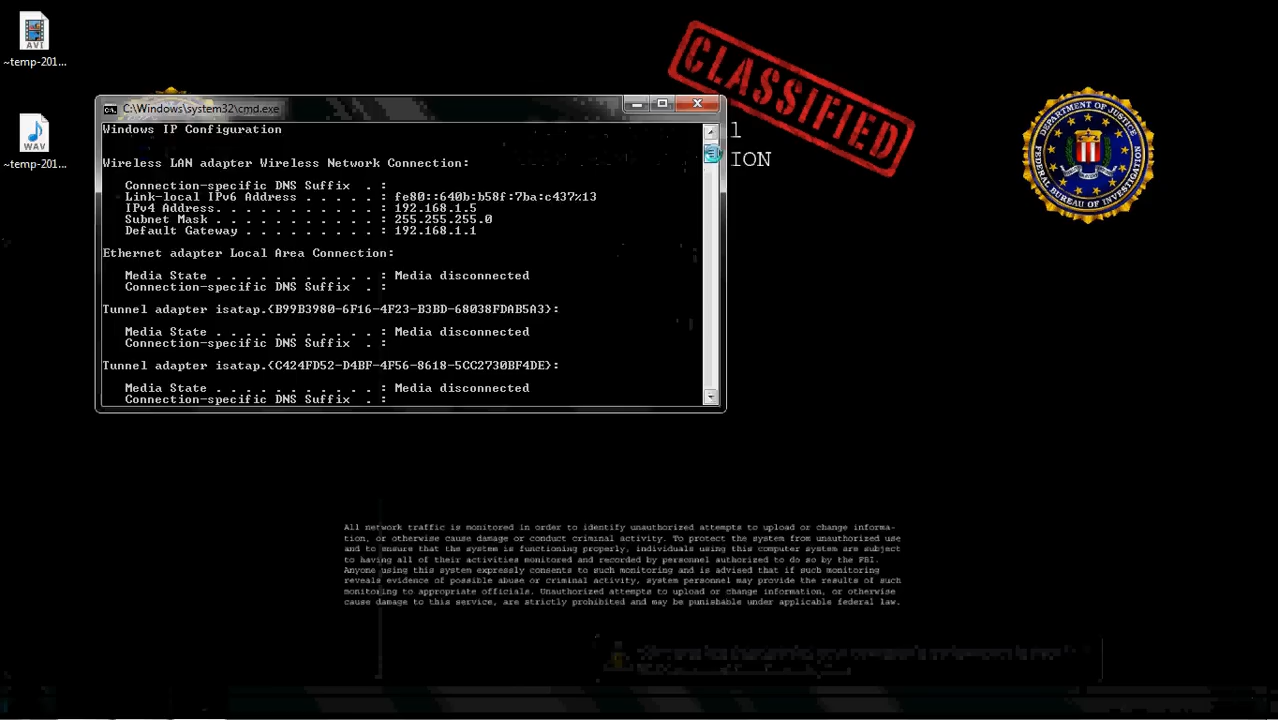 AVI
~temp-201...
WAV
~temp-201...
CLASSIFIED
l
ION
DEPARTMENT OF JUSTICE
FEDERAL BUREAU OF INVESTIGATION
C:\Windows\system32\cmd.exe
Windows IP Configuration
Wireless LAN adapter Wireless Network Connection:
Connection-specific DNS Suffix . :
Link-local IPv6 Address . . . . . : fe80::640b:b58f:7ba:c437%13
IPv4 Address. . . . . . . . . . . : 192.168.1.5
Subnet Mask . . . . . . . . . . . : 255.255.255.0
Default Gateway . . . . . . . . . : 192.168.1.1
Ethernet adapter Local Area Connection:
Media State . . . . . . . . . . . : Media disconnected
Connection-specific DNS Suffix . :
Tunnel adapter isatap.{B99B3980-6F16-4F23-B3BD-68038FDAB5A3}:
Media State . . . . . . . . . . . : Media disconnected
Connection-specific DNS Suffix . :
Tunnel adapter isatap.{C424FD52-D4BF-4F56-8618-5CC2730BF4DE}:
Media State . . . . . . . . . . . : Media disconnected
Connection-specific DNS Suffix . :
All network traffic is monitored in order to identify unauthorized attempts to upload or change informa-
tion, or otherwise cause damage or conduct criminal activity. To protect the system from unauthorized use
and to ensure that the system is functioning properly, individuals using this computer system are subject
to having all of their activities monitored and recorded by personnel authorized to do so by the FBI.
Anyone using this system expressly consents to such monitoring and is advised that if such monitoring
reveals evidence of possible abuse or criminal activity, system personnel may provide the results of such
monitoring to appropriate officials. Unauthorized attempts to upload or change information, or otherwise
cause damage to this service, are strictly prohibited and may be punishable under applicable federal law.